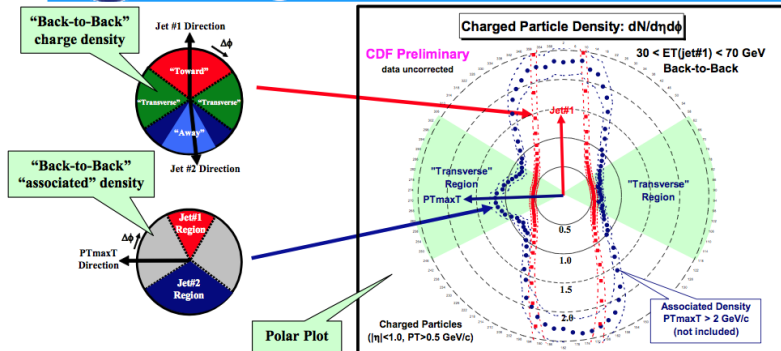 "Back-to-Back"
charge density
Jet #1 Direction
Δϕ
"Toward"
"Transverse"
"Transverse"
"Away"
Jet #2 Direction
"Back-to-Back"
"associated" density
Δϕ
Jet#1
Region
PTmaxT
Direction
Jet#2
Region
Polar Plot
Charged Particle Density: dN/dηdϕ
CDF Preliminary
data uncorrected
30 < ET(jet#1) < 70 GeV
Back-to-Back
Jet#1
"Transverse"
Region
PTmaxT
"Transverse"
Region
0.5
1.0
1.5
2.0
Charged Particles
(|η|<1.0, PT>0.5 GeV/c)
Associated Density
PTmaxT > 2 GeV/c
(not included)